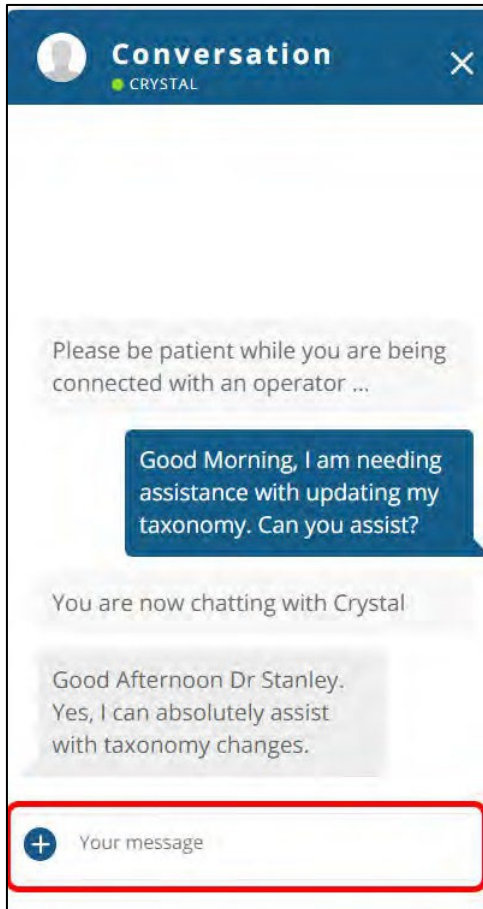 Conversation
CRYSTAL
Please be patient while you are being
connected with an operator ...
Good Morning, I am needing
assistance with updating my
taxonomy. Can you assist?
You are now chatting with Crystal
Good Afternoon Dr Stanley.
Yes, I can absolutely assist
with taxonomy changes.
Your message